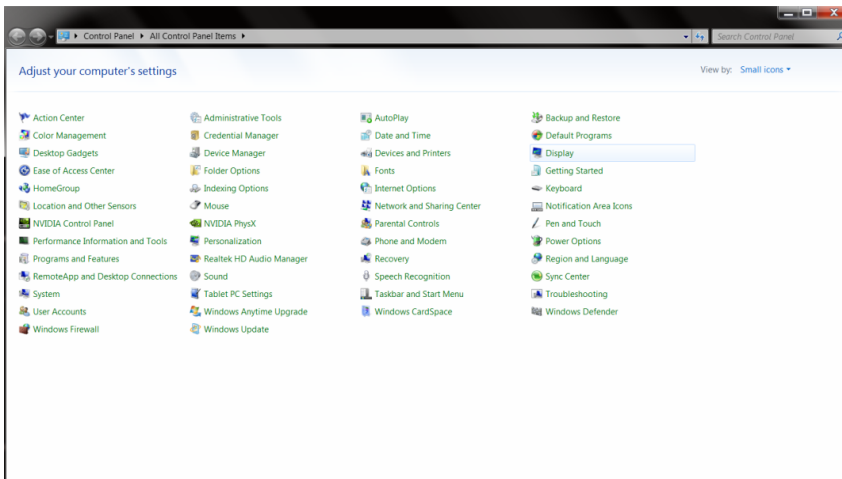 Control Panel All Control Panel Items Search Control Panel
Adjust your computer's settings View by: Small icons
Action Center Administrative Tools AutoPlay Backup and Restore
Color Management Credential Manager Date and Time Default Programs
Desktop Gadgets Device Manager Devices and Printers Display
Ease of Access Center Folder Options Fonts Getting Started
HomeGroup Indexing Options Internet Options Keyboard
Location and Other Sensors Mouse Network and Sharing Center Notification Area Icons
NVIDIA Control Panel NVIDIA PhysX Parental Controls Pen and Touch
Performance Information and Tools Personalization Phone and Modem Power Options
Programs and Features Realtek HD Audio Manager Recovery Region and Language
RemoteApp and Desktop Connections Sound Speech Recognition Sync Center
System Tablet PC Settings Taskbar and Start Menu Troubleshooting
User Accounts Windows Anytime Upgrade Windows CardSpace Windows Defender
Windows Firewall Windows Update